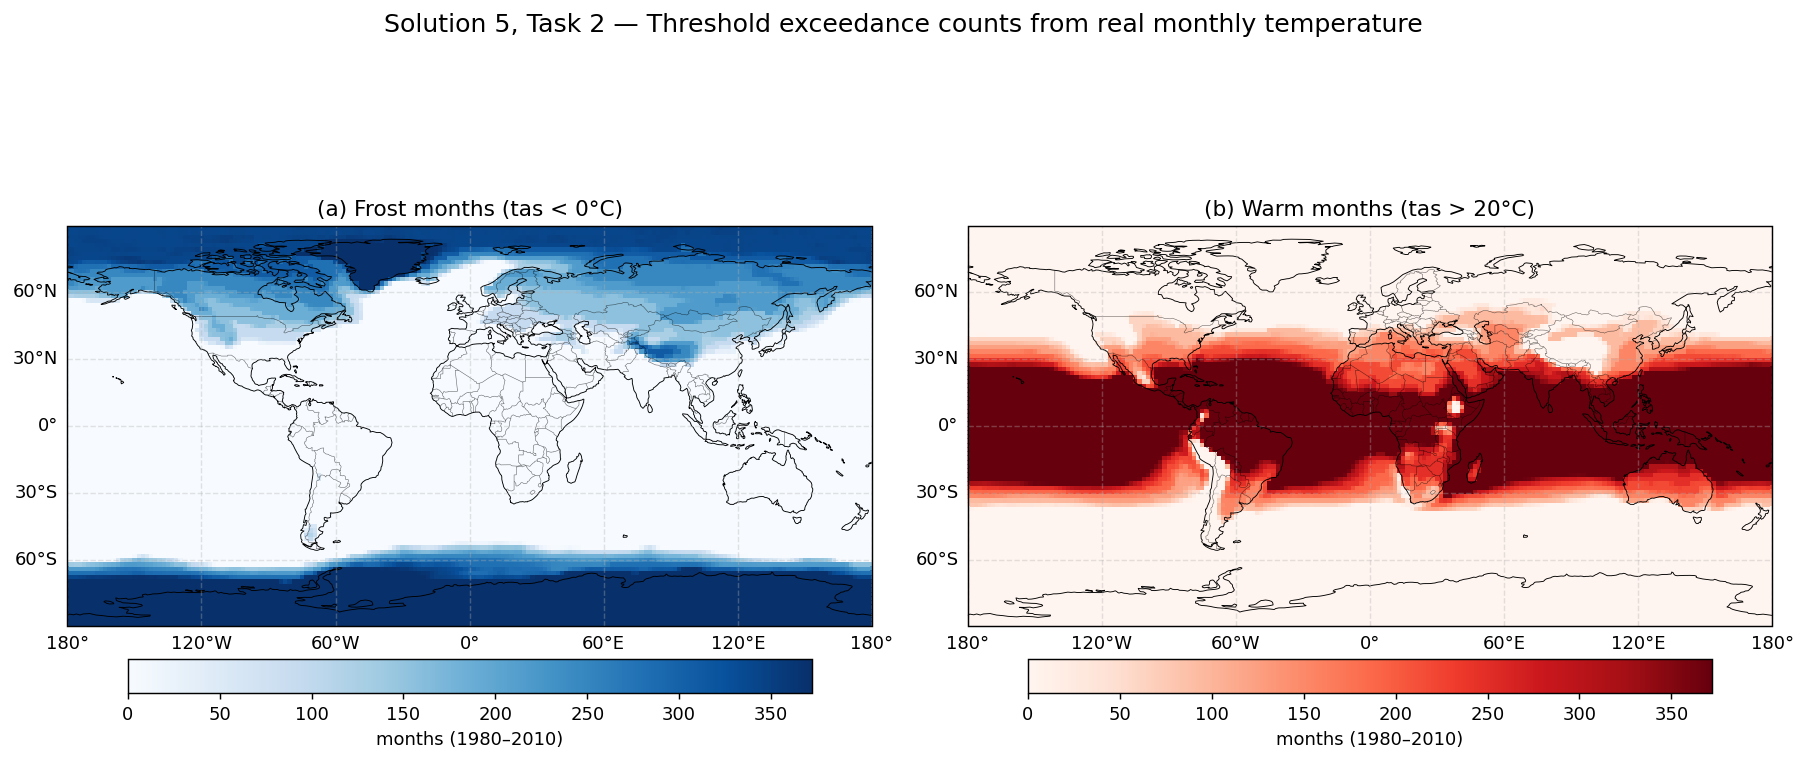 Solution 5, Task 2 — Threshold exceedance counts from real monthly temperature
(a) Frost months (tas < 0°C)
60°N
30°N
0°
30°S
60°S
180° 120°W 60°W 0° 60°E 120°E 180°
0 50 100 150 200 250 300 350
months (1980–2010)
(b) Warm months (tas > 20°C)
60°N
30°N
0°
30°S
60°S
180° 120°W 60°W 0° 60°E 120°E 180°
0 50 100 150 200 250 300 350
months (1980–2010)